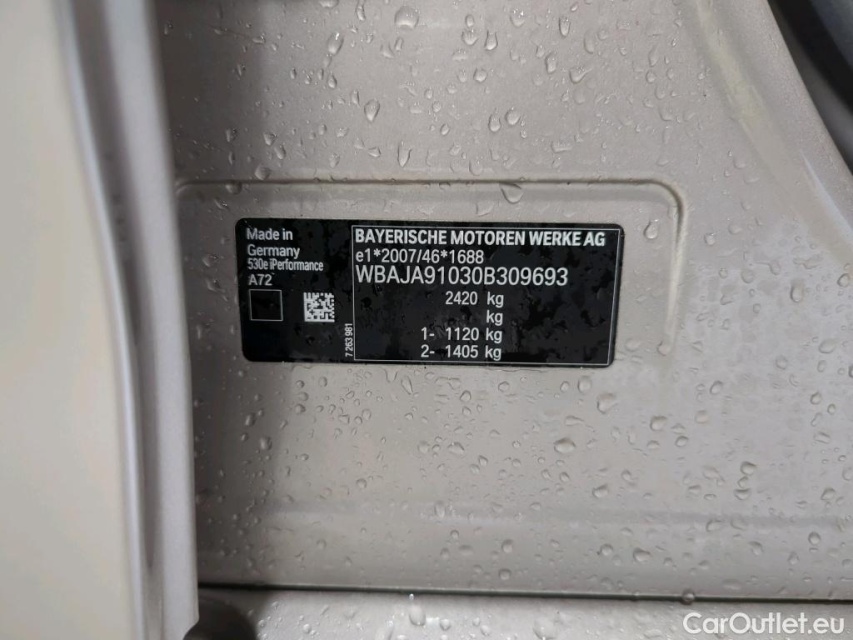 Made in
Germany
530e iPerformance
A72
7 263 981
BAYERISCHE MOTOREN WERKE AG
e1*2007/46*1688
WBAJA91030B309693
2420 kg
kg
1- 1120 kg
2- 1405 kg
CarOutlet.eu